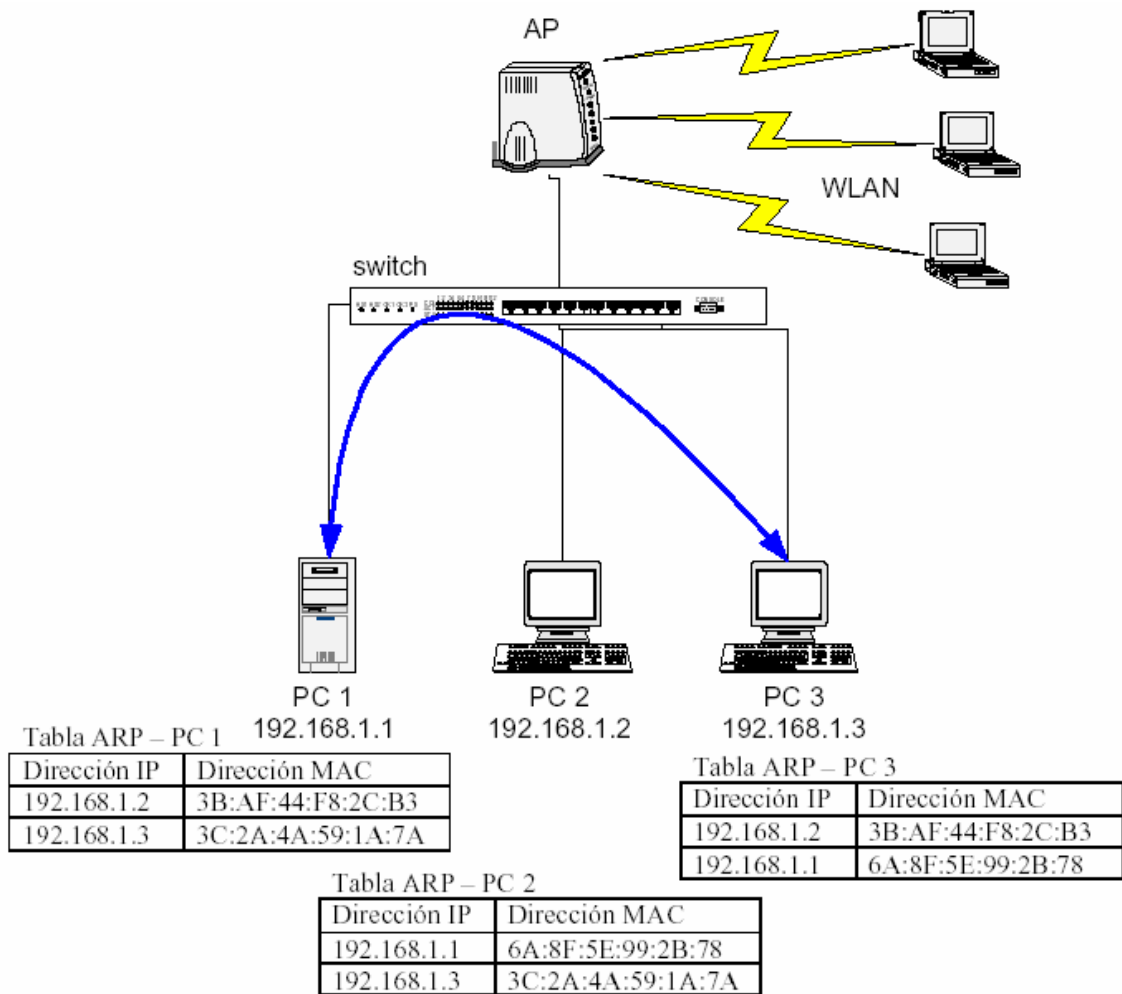 AP
WLAN
switch
PC 1
192.168.1.1
PC 2
192.168.1.2
PC 3
192.168.1.3
Tabla ARP – PC 1
Dirección IP Dirección MAC
192.168.1.2 3B:AF:44:F8:2C:B3
192.168.1.3 3C:2A:4A:59:1A:7A
Tabla ARP – PC 3
Dirección IP Dirección MAC
192.168.1.2 3B:AF:44:F8:2C:B3
192.168.1.1 6A:8F:5E:99:2B:78
Tabla ARP – PC 2
Dirección IP Dirección MAC
192.168.1.1 6A:8F:5E:99:2B:78
192.168.1.3 3C:2A:4A:59:1A:7A